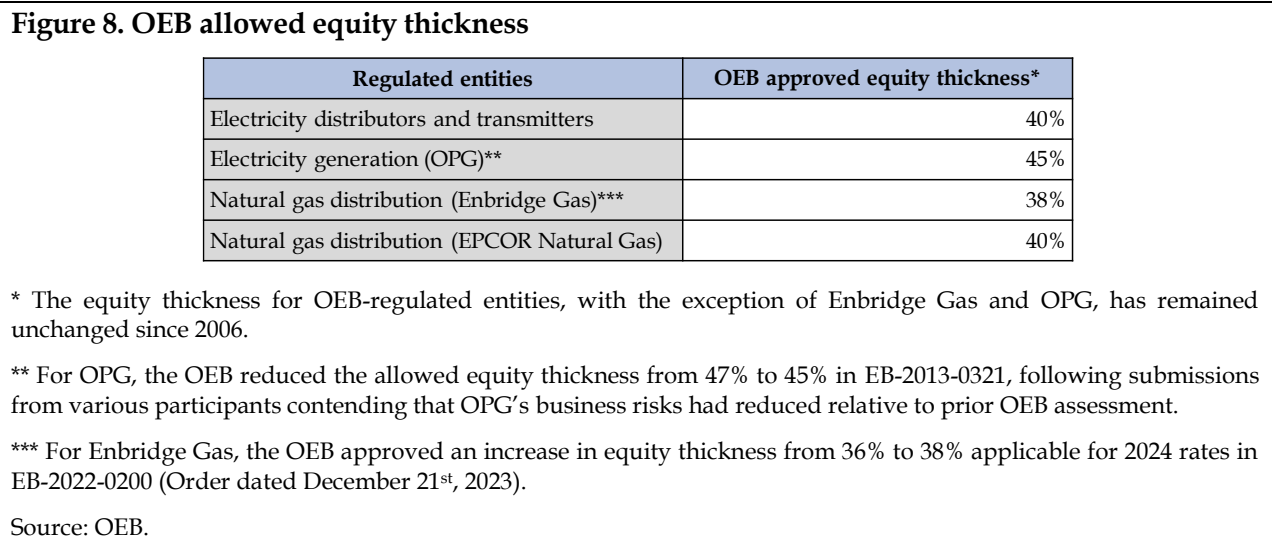 Figure 8. OEB allowed equity thickness
Regulated entities OEB approved equity thickness*
Electricity distributors and transmitters 40%
Electricity generation (OPG)** 45%
Natural gas distribution (Enbridge Gas)*** 38%
Natural gas distribution (EPCOR Natural Gas) 40%
* The equity thickness for OEB-regulated entities, with the exception of Enbridge Gas and OPG, has remained
unchanged since 2006.
** For OPG, the OEB reduced the allowed equity thickness from 47% to 45% in EB-2013-0321, following submissions
from various participants contending that OPG's business risks had reduced relative to prior OEB assessment.
*** For Enbridge Gas, the OEB approved an increase in equity thickness from 36% to 38% applicable for 2024 rates in
EB-2022-0200 (Order dated December 21st, 2023).
Source: OEB.